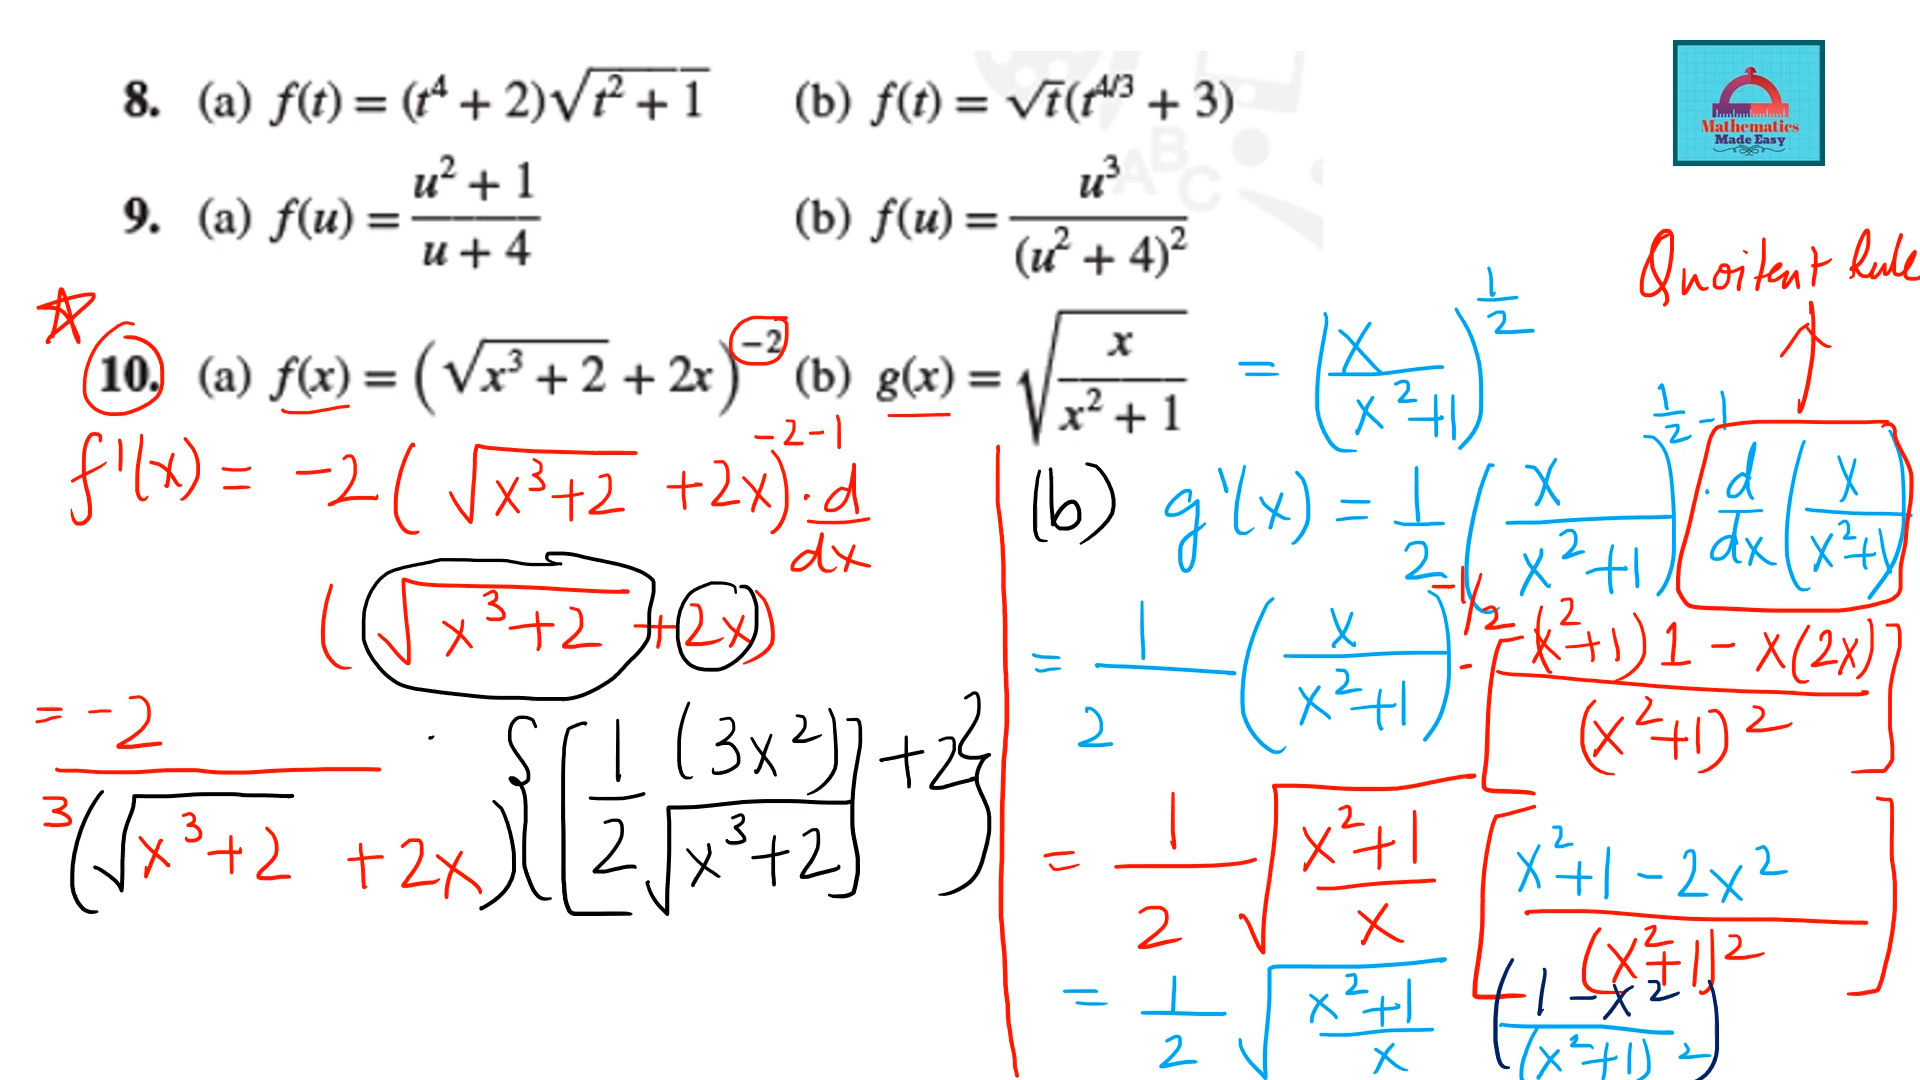 8. (a) f(t) = (t⁴ + 2)√(t² + 1) (b) f(t) = √t(t^4/3 + 3)
Mathematics
Made Easy
ABC
9. (a) f(u) = (u² + 1)/(u + 4) (b) f(u) = u³/(u² + 4)²
Quoitent Rule
10. (a) f(x) = (√(x³ + 2) + 2x)^−2 (b) g(x) = √(x/(x² + 1)) = (x/(x²+1))^1/2
f'(x) = -2(√(x³+2) + 2x)^-2-1 · d/dx
(√(x³+2) + 2x)
= -2/³(√(x³+2) + 2x) · {[1/2 (3x²)/√(x³+2)] + 2}
(b) g'(x) = 1/2 (x/(x²+1))^1/2-1 · d/dx (x/(x²+1))
= 1/2 (x/(x²+1))^-1/2 · [((x²+1)1 - x(2x))/(x²+1)²]
= 1/2 √((x²+1)/x) [(x²+1-2x²)/(x²+1)²]
= 1/2 √((x²+1)/x) ((1-x²)/(x²+1)²)